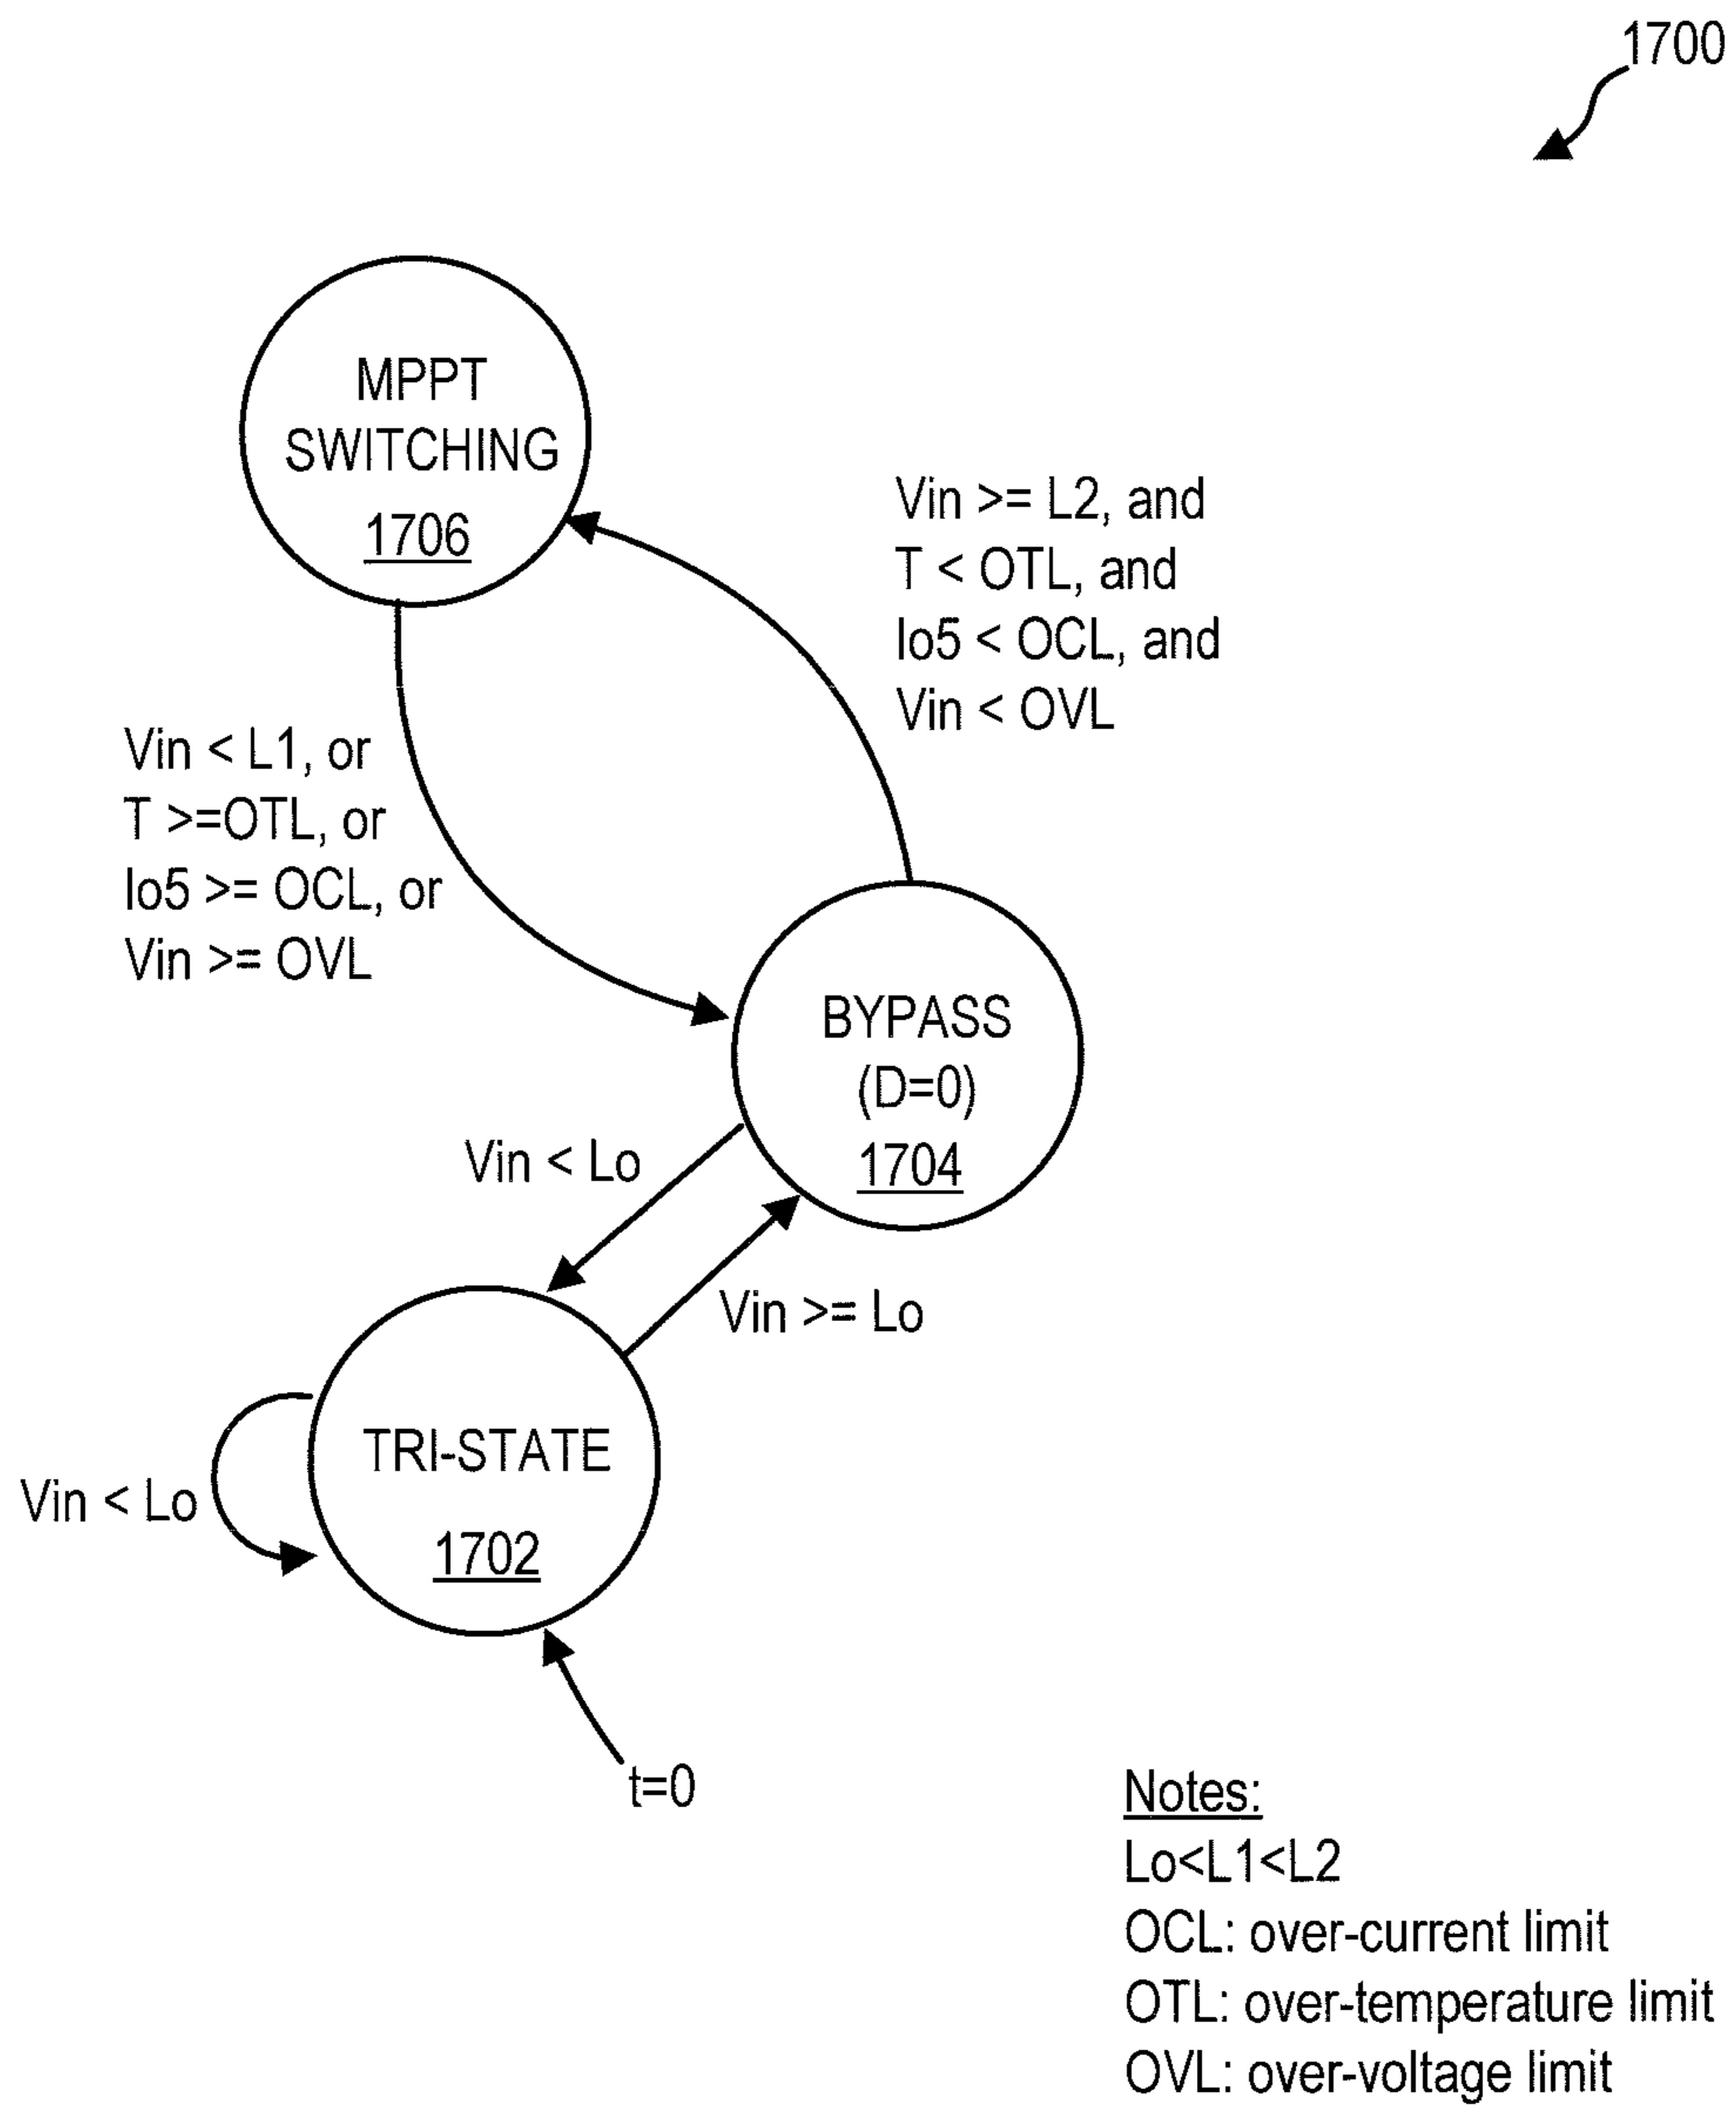 1700
MPPT
SWITCHING
1706
Vin >= L2, and
T < OTL, and
Io5 < OCL, and
Vin < OVL
Vin < L1, or
T >=OTL, or
Io5 >= OCL, or
Vin >= OVL
BYPASS
(D=0)
1704
Vin < Lo
Vin >= Lo
TRI-STATE
1702
Vin < Lo
t=0
Notes:
Lo<L1<L2
OCL: over-current limit
OTL: over-temperature limit
OVL: over-voltage limit